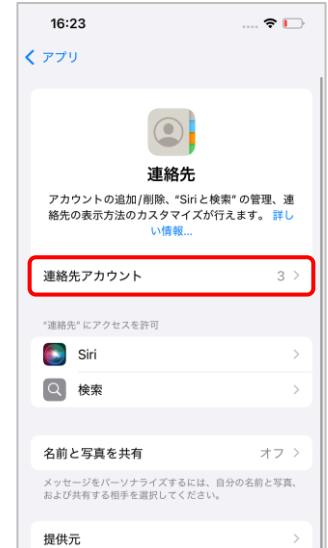 16:23
アプリ
連絡先
アカウントの追加/削除、“Siriと検索” の管理、連
絡先の表示方法のカスタマイズが行えます。 詳し
い情報...
連絡先アカウント 3
“連絡先” にアクセスを許可
Siri
検索
名前と写真を共有 オフ
メッセージをパーソナライズするには、自分の名前と写真、
および共有する相手を選択してください。
提供元